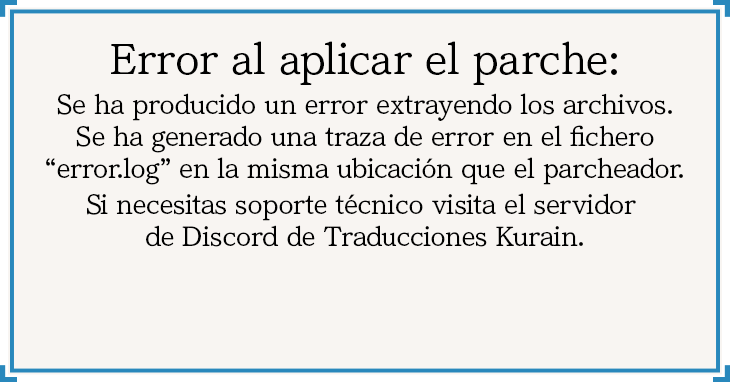 Error al aplicar el parche:
Se ha producido un error extrayendo los archivos.
Se ha generado una traza de error en el fichero
“error.log” en la misma ubicación que el parcheador.
Si necesitas soporte técnico visita el servidor
de Discord de Traducciones Kurain.